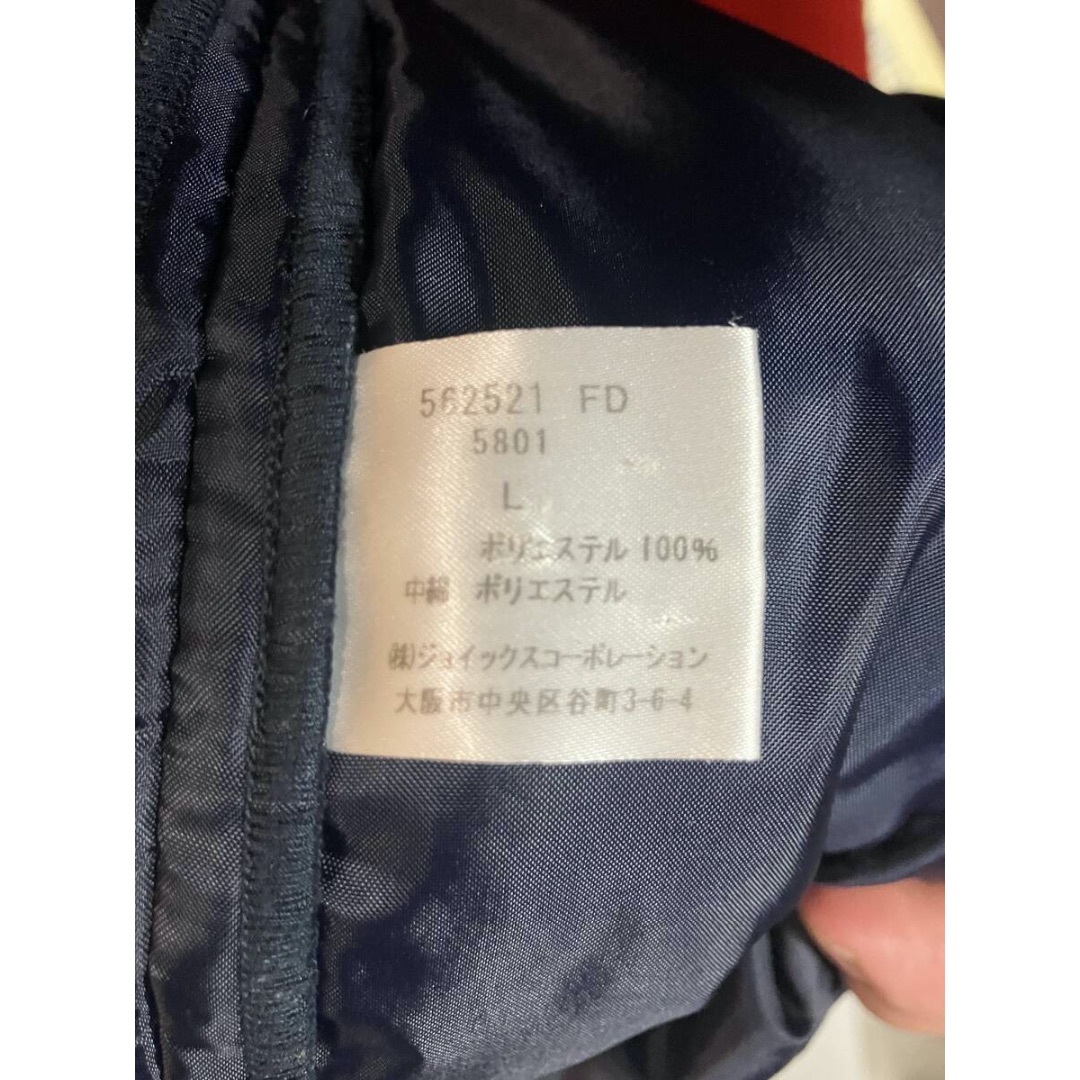 562521 FD
5801
L
ポリエステル 100%
中綿 ポリエステル
㈱ジョイックスコーポレーション
大阪市中央区谷町3-6-4